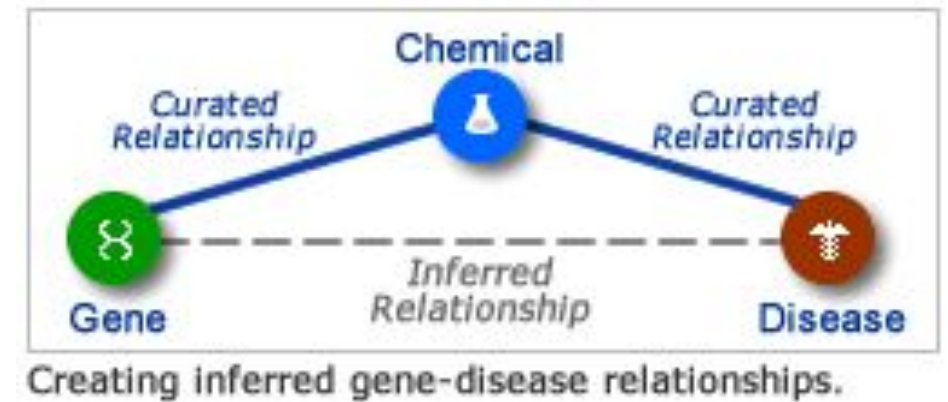 Chemical
Curated
Relationship
Curated
Relationship
Inferred
Relationship
Gene
Disease
Creating inferred gene-disease relationships.